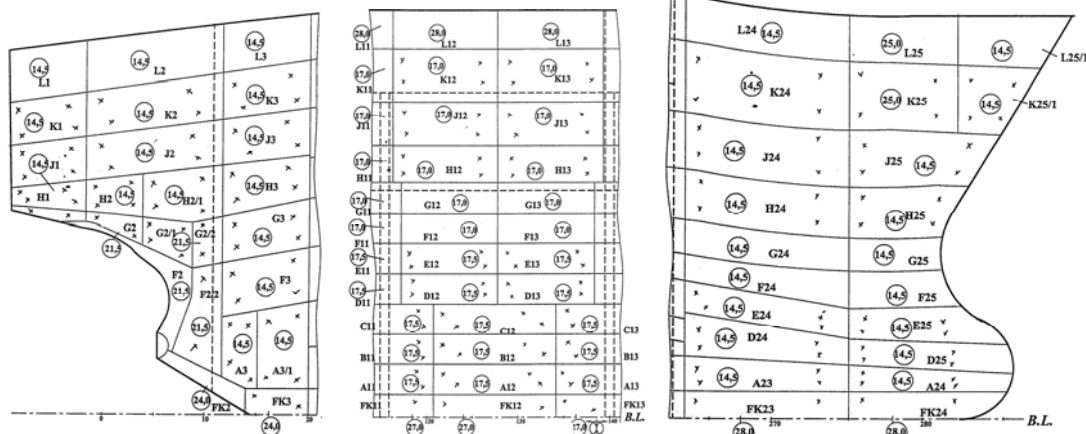 14,5 L1
14,5 L2
14,5 L3
14,5 K1
14,5 K2
14,5 K3
14,5 J1
14,5 J2
14,5 J3
H1
H2 14,5
14,5 H2/1
14,5 H3
G2
21,5
G2/1
G2/2
21,5
G3
14,5
F2
21,5
F2/2
21,5
F3
14,5
14,5
A3
14,5
A3/1
24,0
FK2
FK3
24,0
0
10
20
28,0
L11
28,0
L12
28,0
L13
17,0
K11
17,0
K12
17,0
K13
17,0
J11
J12
17,0
17,0
J13
17,0
H11
17,0
H12
17,0
H13
17,0
G11
G12
17,0
G13
17,0
17,0
F11
F12
17,0
F13
17,0
17,5
E11
E12
17,5
E13
17,5
17,5
D11
D12
17,5
D13
17,5
C11
17,5
17,5
C12
17,5
C13
B11
17,5
17,5
B12
17,5
B13
A11
17,5
17,5
A12
17,5
A13
FK11
FK12
FK13
B.L.
27,0
120
27,0
130
17,0
140
L24
14,5
25,0
L25
14,5
L25/1
14,5
K24
25,0
K25
14,5
K25/1
14,5
J24
J25
14,5
14,5
H24
14,5
H25
14,5
G24
14,5
G25
14,5
F24
14,5
F25
14,5
E24
14,5
E25
14,5
D24
14,5
D25
14,5
A23
14,5
A24
FK23
FK24
B.L.
28,0
270
28,0
280